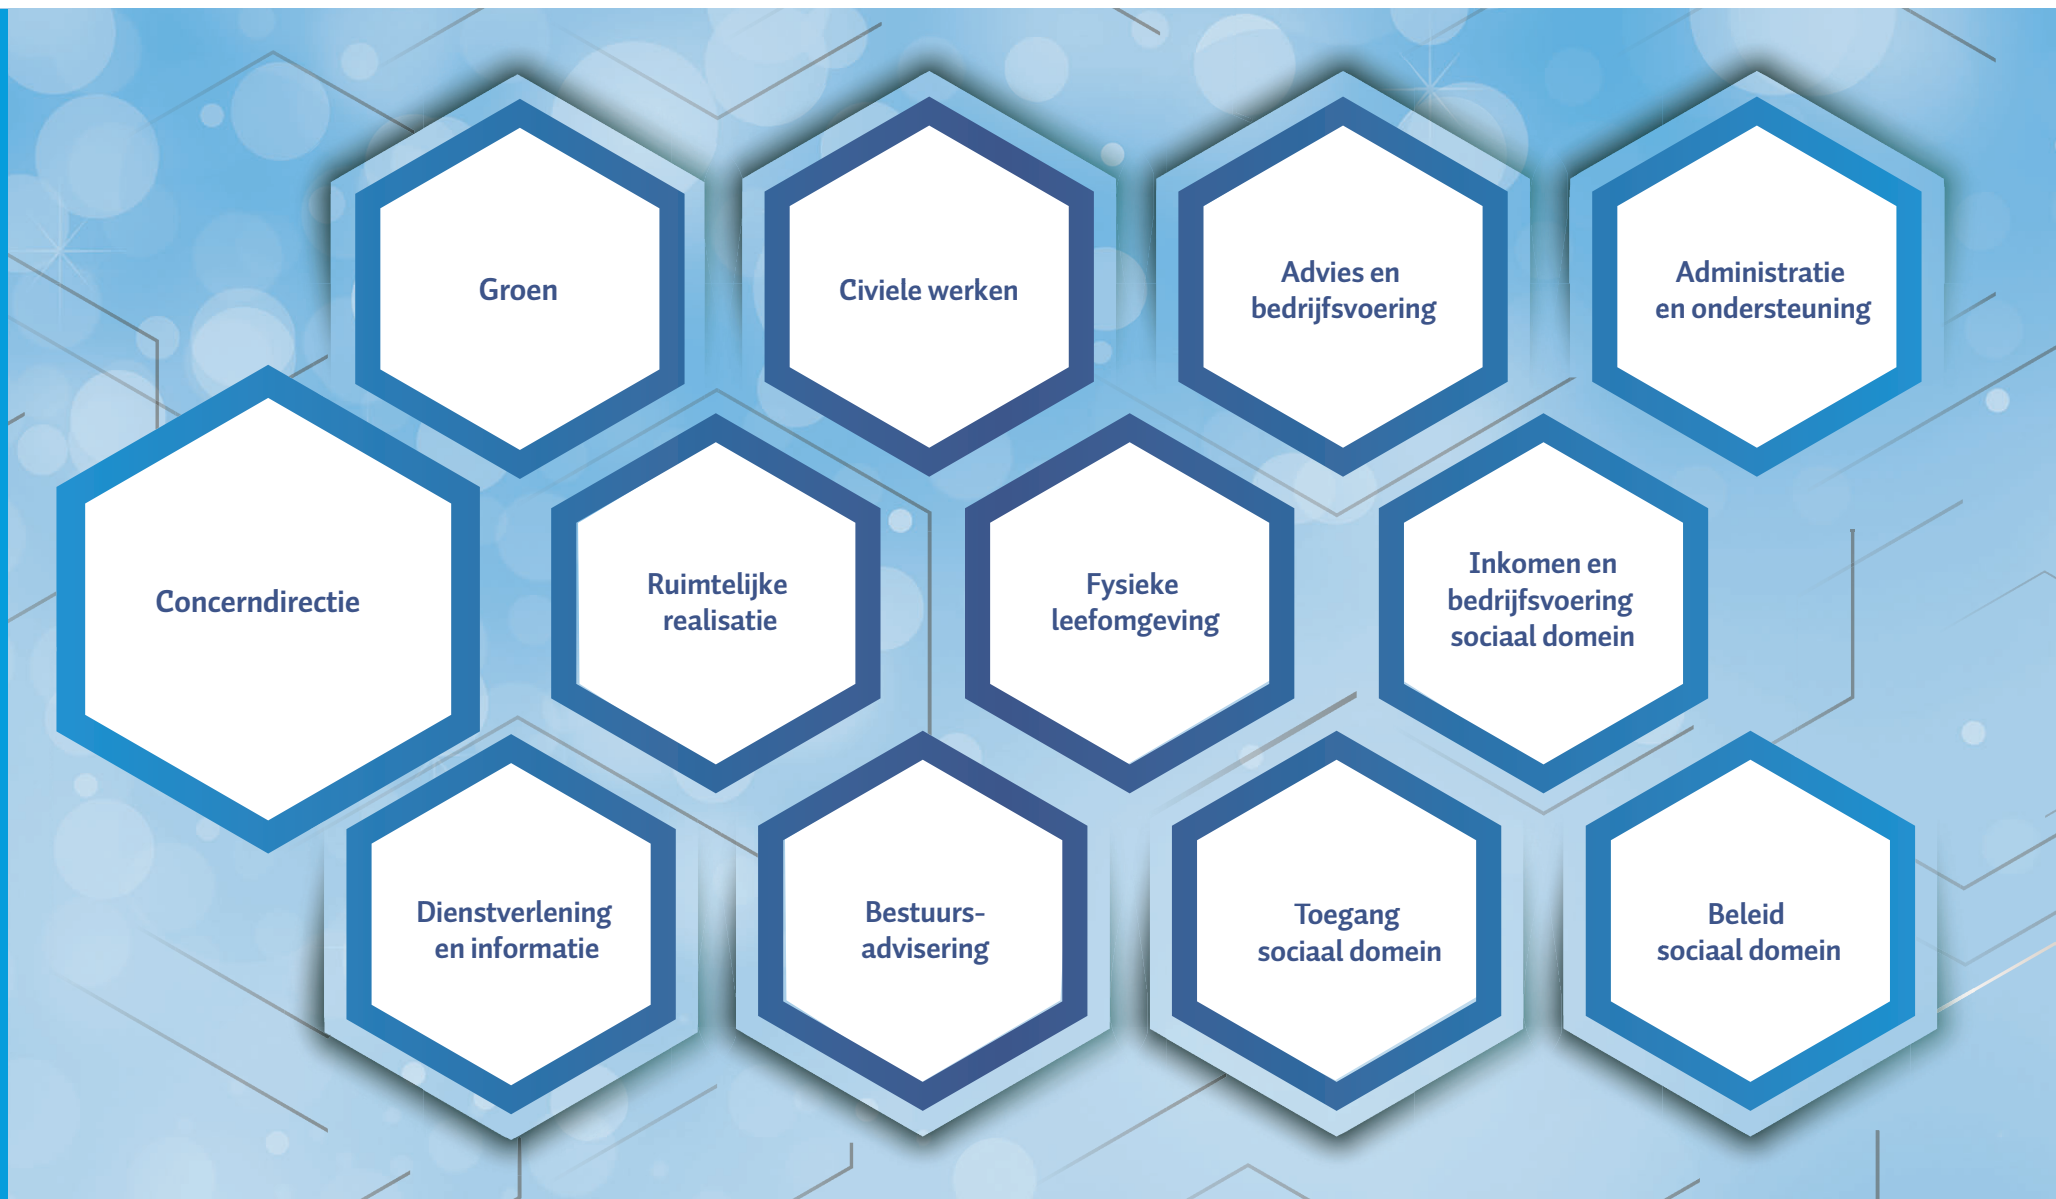 Groen
Civiele werken
Advies en
bedrijfsvoering
Administratie
en ondersteuning
Concerndirectie
Ruimtelijke
realisatie
Fysieke
leefomgeving
Inkomen en
bedrijfsvoering
sociaal domein
Dienstverlening
en informatie
Bestuurs-
advisering
Toegang
sociaal domein
Beleid
sociaal domein